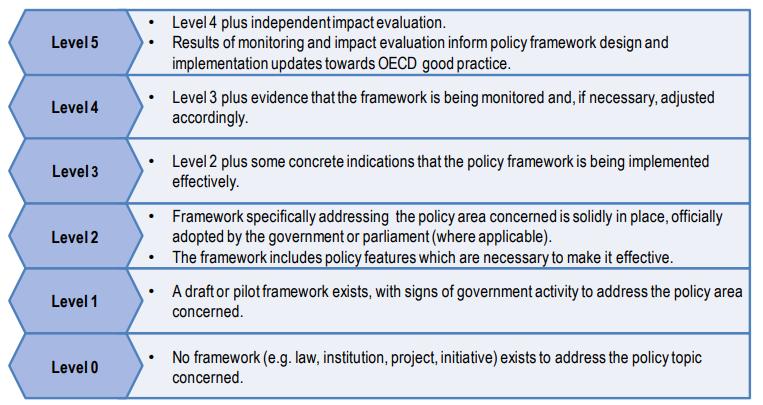 Level 5
• Level 4 plus independent impact evaluation.
• Results of monitoring and impact evaluation inform policy framework design and
implementation updates towards OECD good practice.
Level 4
• Level 3 plus evidence that the framework is being monitored and, if necessary, adjusted
accordingly.
Level 3
• Level 2 plus some concrete indications that the policy framework is being implemented
effectively.
Level 2
• Framework specifically addressing the policy area concerned is solidly in place, officially
adopted by the government or parliament (where applicable).
• The framework includes policy features which are necessary to make it effective.
Level 1
• A draft or pilot framework exists, with signs of government activity to address the policy area
concerned.
Level 0
• No framework (e.g. law, institution, project, initiative) exists to address the policy topic
concerned.